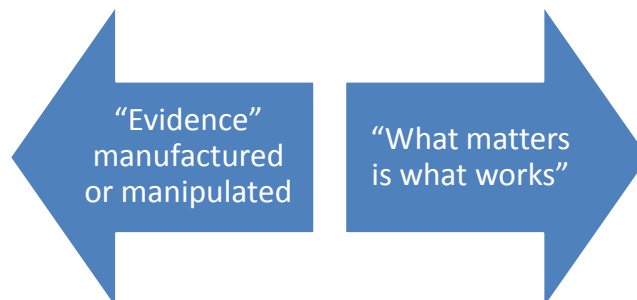 “Evidence”
manufactured
or manipulated
“What matters
is what works”